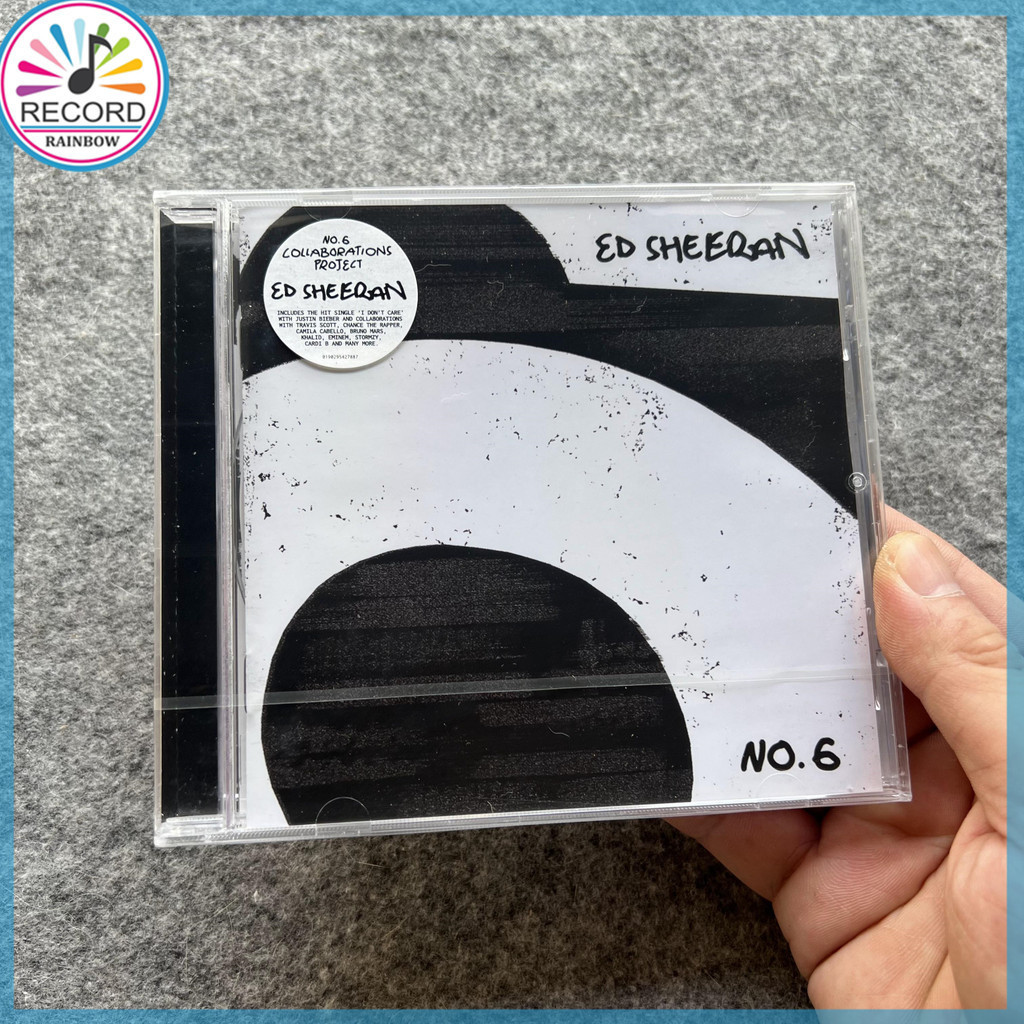 RECORD
RAINBOW
ED SHEERAN
NO.6
COLLABORATIONS
PROJECT
ED SHEERAN
INCLUDES THE HIT SINGLE 'I DON'T CARE'
WITH JUSTIN BIEBER AND COLLABORATIONS
WITH TRAVIS SCOTT, CHANCE THE RAPPER,
CAMILA CABELLO, BRUNO MARS,
KHALID, EMINEM, STORMZY,
CARDI B AND MANY MORE.
0190295427887
NO.6